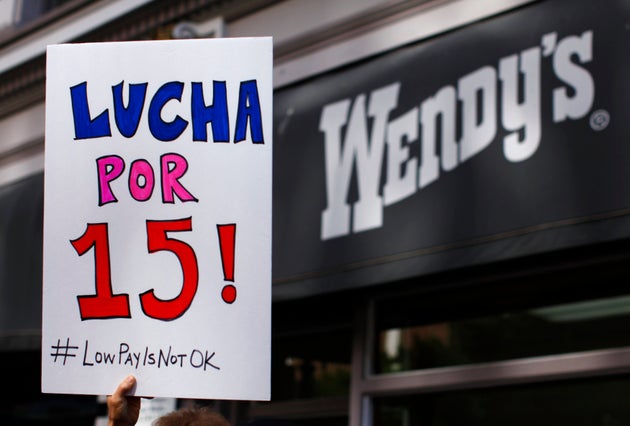 LUCHA
POR
15!
#LowPayIsNotOK
WENDY'S
®